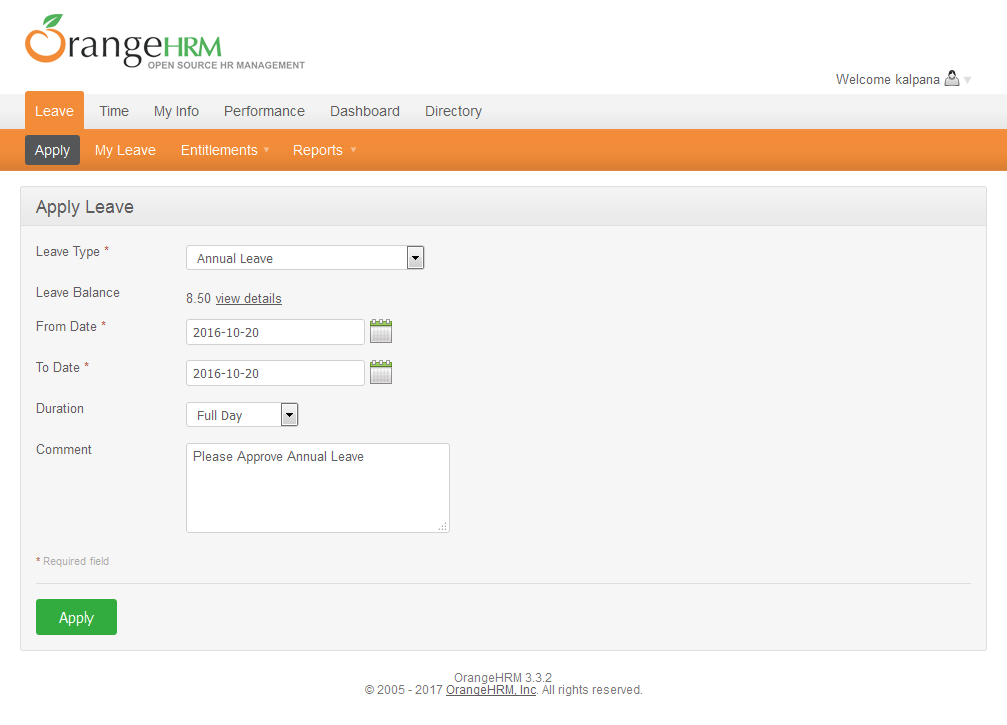 OrangeHRM
OPEN SOURCE HR MANAGEMENT
Welcome kalpana
Leave Time My Info Performance Dashboard Directory
Apply My Leave Entitlements Reports
Apply Leave
Leave Type * Annual Leave
Leave Balance 8.50 view details
From Date * 2016-10-20
To Date * 2016-10-20
Duration Full Day
Comment Please Approve Annual Leave
* Required field
Apply
OrangeHRM 3.3.2
© 2005 - 2017 OrangeHRM, Inc. All rights reserved.